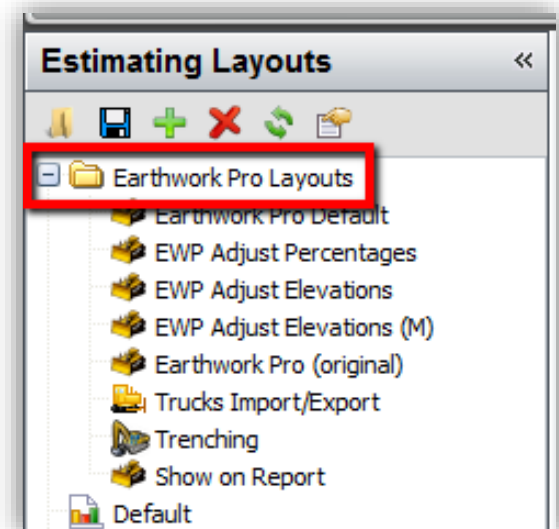 Estimating Layouts
Earthwork Pro Layouts
Earthwork Pro Default
EWP Adjust Percentages
EWP Adjust Elevations
EWP Adjust Elevations (M)
Earthwork Pro (original)
Trucks Import/Export
Trenching
Show on Report
Default